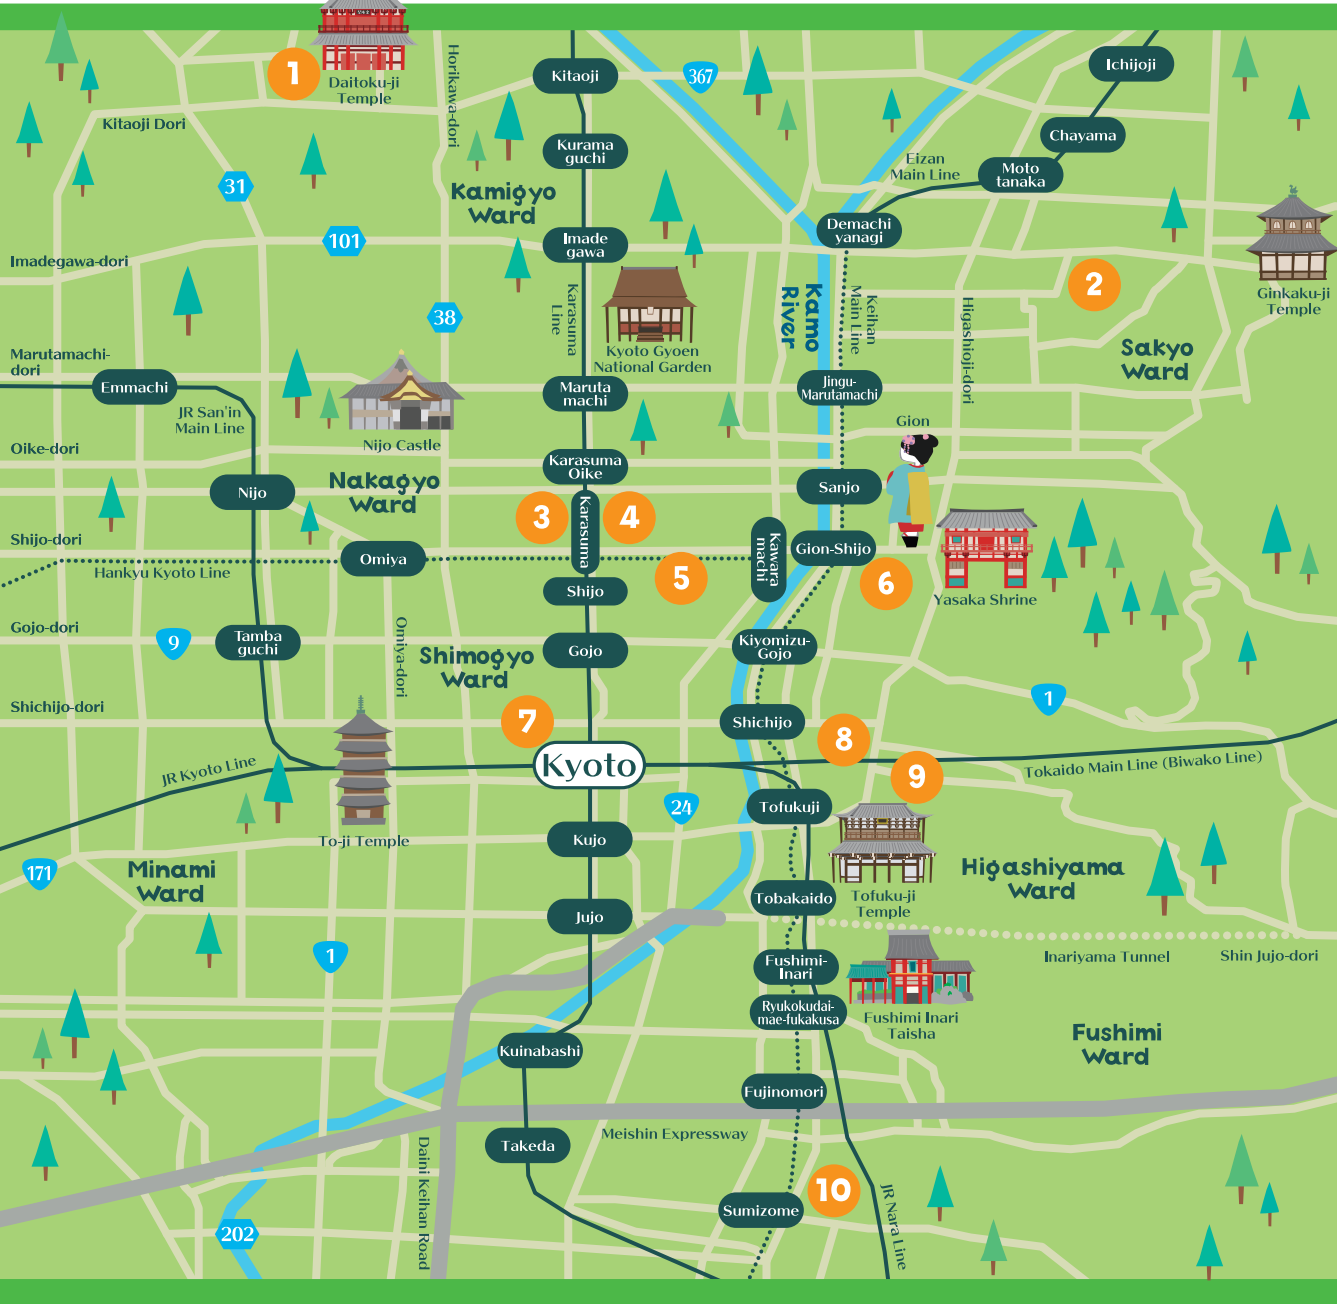 1
Daitoku-ji
Temple
Kitaoji Dori
Horikawa-dori
Kitaoji
367
Ichijoji
Chayama
Kurama
guchi
Eizan
Main Line
Moto
tanaka
31
Kamigyo
Ward
101
Imade
gawa
Demachi
yanagi
Imadegawa-dori
2
Ginkaku-ji
Temple
38
Karasuma
Line
Kamo
River
Keihan
Main Line
Higashioji-dori
Kyoto Gyoen
National Garden
Sakyo
Ward
Marutamachi-
dori
Emmachi
JR San'in
Main Line
Maruta
machi
Jingu-
Marutamachi
Nijo Castle
Gion
Oike-dori
Karasuma
Oike
Nijo
Nakagyo
Ward
Sanjo
3
Karasuma
4
Shijo-dori
Hankyu Kyoto Line
Omiya
Kawara
machi
Gion-Shijo
5
6
Shijo
Yasaka Shrine
Gojo-dori
9
Tamba
guchi
Omiya-dori
Shimogyo
Ward
Gojo
Kiyomizu-
Gojo
1
Shichijo-dori
7
Shichijo
8
JR Kyoto Line
Kyoto
9
Tokaido Main Line (Biwako Line)
24
Tofukuji
To-ji Temple
Kujo
171
Minami
Ward
Higashiyama
Ward
Tobakaido
Tofuku-ji
Temple
Jujo
1
Fushimi-
Inari
Inariyama Tunnel
Shin Jujo-dori
Ryukokudai-
mae-fukakusa
Fushimi Inari
Taisha
Fushimi
Ward
Kuinabashi
Fujinomori
Meishin Expressway
Takeda
Daini Keihan Road
10
Sumizome
JR Nara Line
202